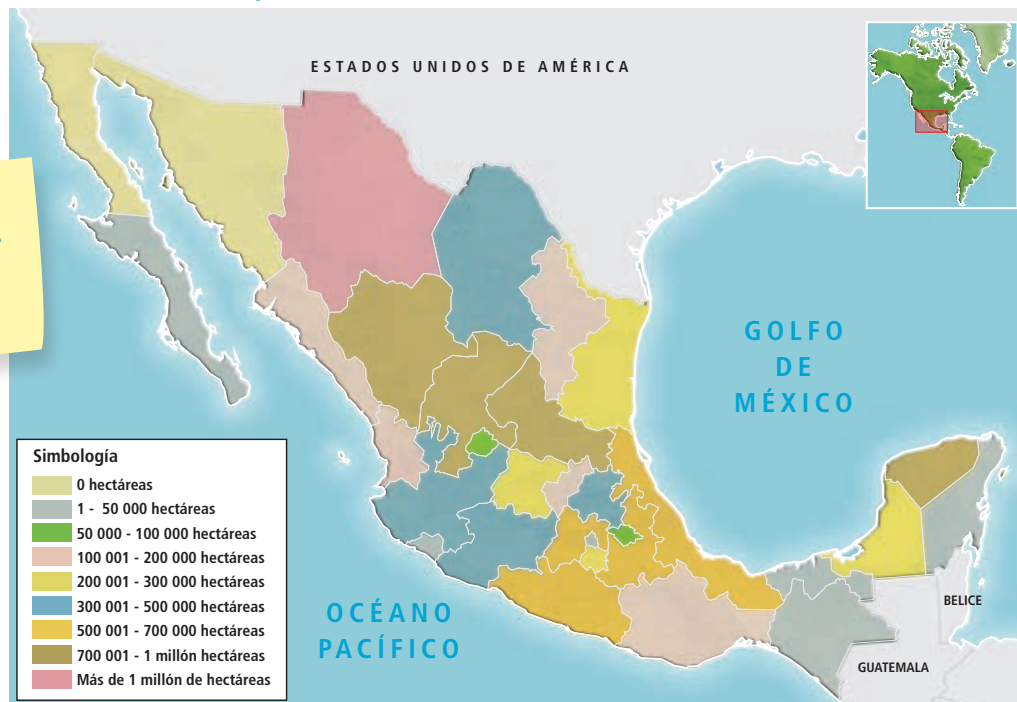 ESTADOS UNIDOS DE AMÉRICA
GOLFO
DE
MÉXICO
OCÉANO
PACÍFICO
BELICE
GUATEMALA
Simbología
0 hectáreas
1 - 50 000 hectáreas
50 000 - 100 000 hectáreas
100 001 - 200 000 hectáreas
200 001 - 300 000 hectáreas
300 001 - 500 000 hectáreas
500 001 - 700 000 hectáreas
700 001 - 1 millón hectáreas
Más de 1 millón de hectáreas